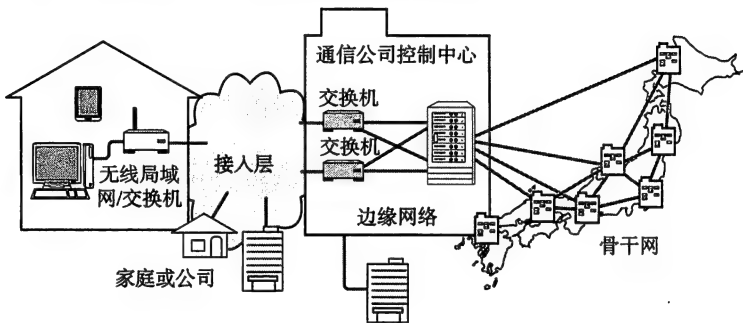 通信公司控制中心
交换机
交换机
无线局域
网/交换机
接入层
边缘网络
家庭或公司
骨干网